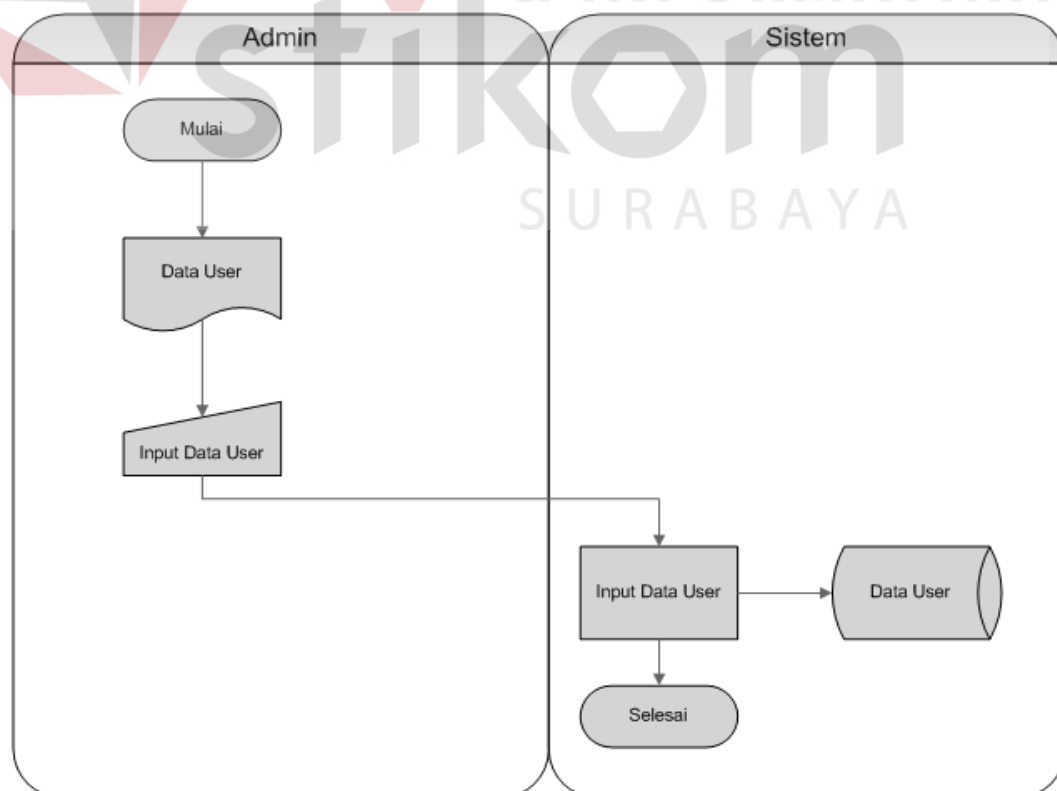 Admin
Sistem
stikom
SURABAYA
Mulai
Data User
Input Data User
Input Data User
Data User
Selesai